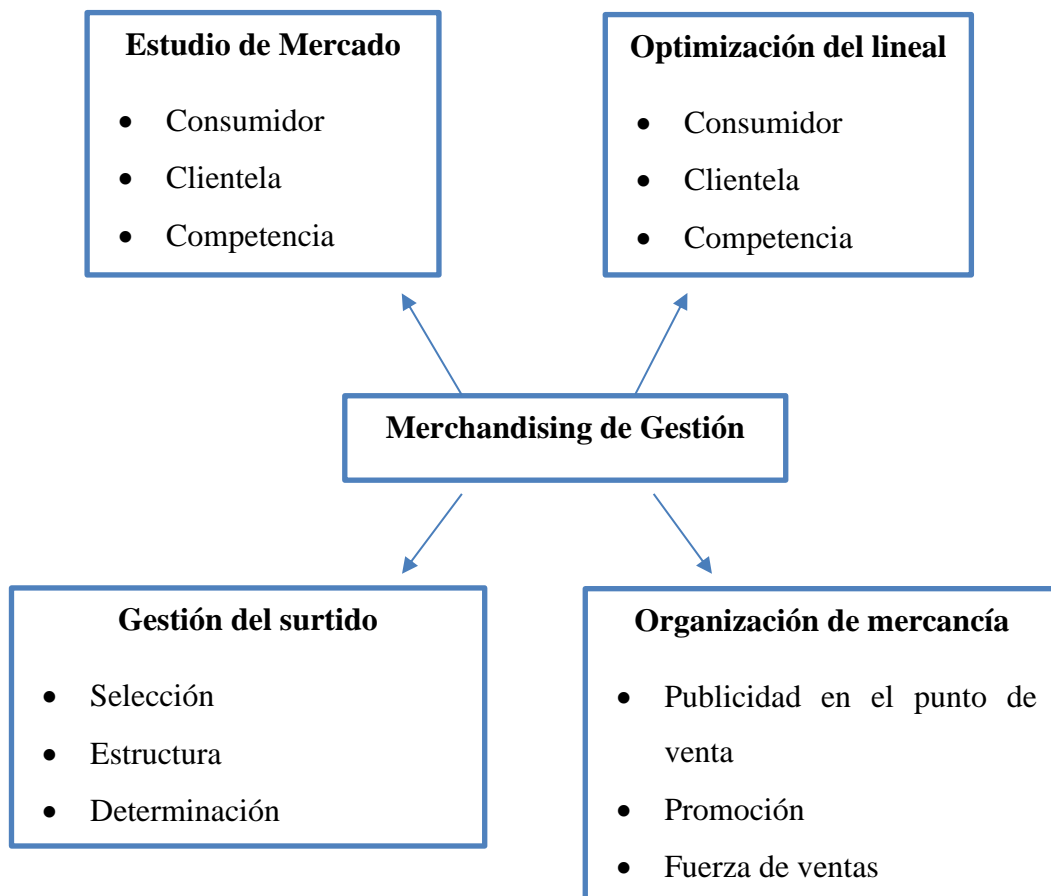 Estudio de Mercado
• Consumidor
• Clientela
• Competencia
Optimización del lineal
• Consumidor
• Clientela
• Competencia
Merchandising de Gestión
Gestión del surtido
• Selección
• Estructura
• Determinación
Organización de mercancía
• Publicidad en el punto de
venta
• Promoción
• Fuerza de ventas